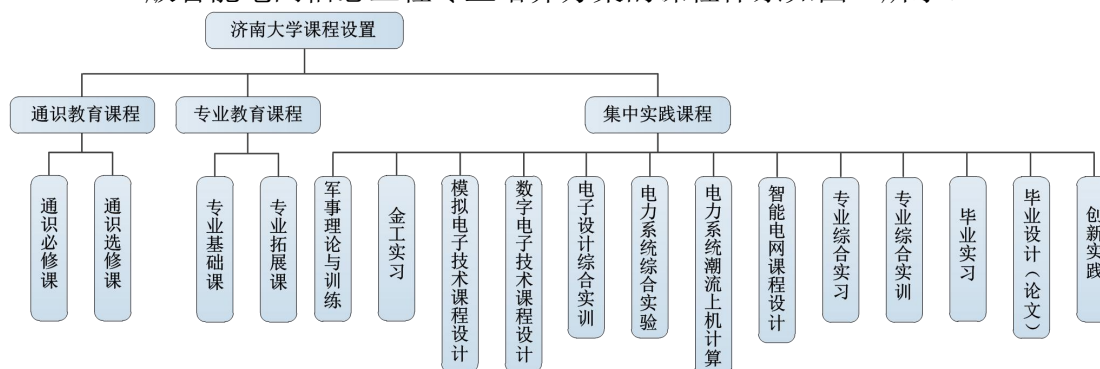 济南大学课程设置
通识教育课程
专业教育课程
集中实践课程
通识必修课
通识选修课
专业基础课
专业拓展课
军事理论与训练
金工实习
模拟电子技术课程设计
数字电子技术课程设计
电子设计综合实训
电力系统综合实验
电力系统潮流上机计算
智能电网课程设计
专业综合实习
专业综合实训
毕业实习
毕业设计（论文）
创新实践